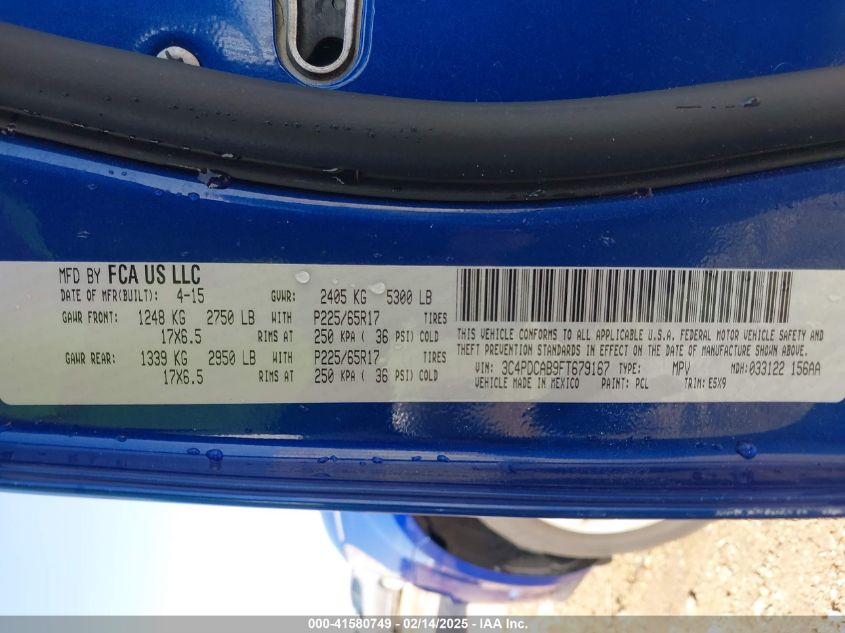 MFD BY FCA US LLC
DATE OF MFR(BUILT): 4-15 GVWR: 2405 KG 5300 LB
GAWR FRONT: 1248 KG 2750 LB WITH P225/65R17 TIRES
17X6.5 RIMS AT 250 KPA ( 36 PSI) COLD
GAWR REAR: 1339 KG 2950 LB WITH P225/65R17 TIRES
17X6.5 RIMS AT 250 KPA ( 36 PSI) COLD
THIS VEHICLE CONFORMS TO ALL APPLICABLE U.S.A. FEDERAL MOTOR VEHICLE SAFETY AND
THEFT PREVENTION STANDARDS IN EFFECT ON THE DATE OF MANUFACTURE SHOWN ABOVE.
VIN: 3C4PDCAB9FT679167 TYPE: MPV MDH: 033122 156AA
VEHICLE MADE IN MEXICO PAINT: PCL TRIM: E5X9
000-41580749 - 02/14/2025 - IAA Inc.